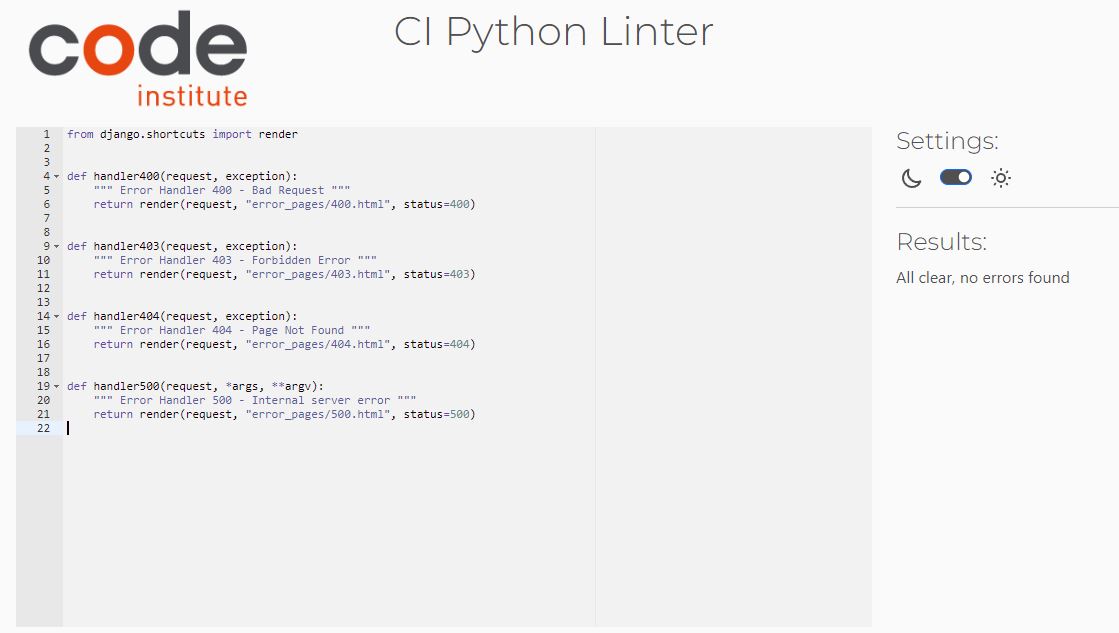 code
institute
CI Python Linter
1 from django.shortcuts import render
2
3
4 def handler400(request, exception):
5     """ Error Handler 400 - Bad Request """
6     return render(request, "error_pages/400.html", status=400)
7
8
9 def handler403(request, exception):
10     """ Error Handler 403 - Forbidden Error """
11     return render(request, "error_pages/403.html", status=403)
12
13
14 def handler404(request, exception):
15     """ Error Handler 404 - Page Not Found """
16     return render(request, "error_pages/404.html", status=404)
17
18
19 def handler500(request, *args, **argv):
20     """ Error Handler 500 - Internal server error """
21     return render(request, "error_pages/500.html", status=500)
22
Settings:
Results:
All clear, no errors found